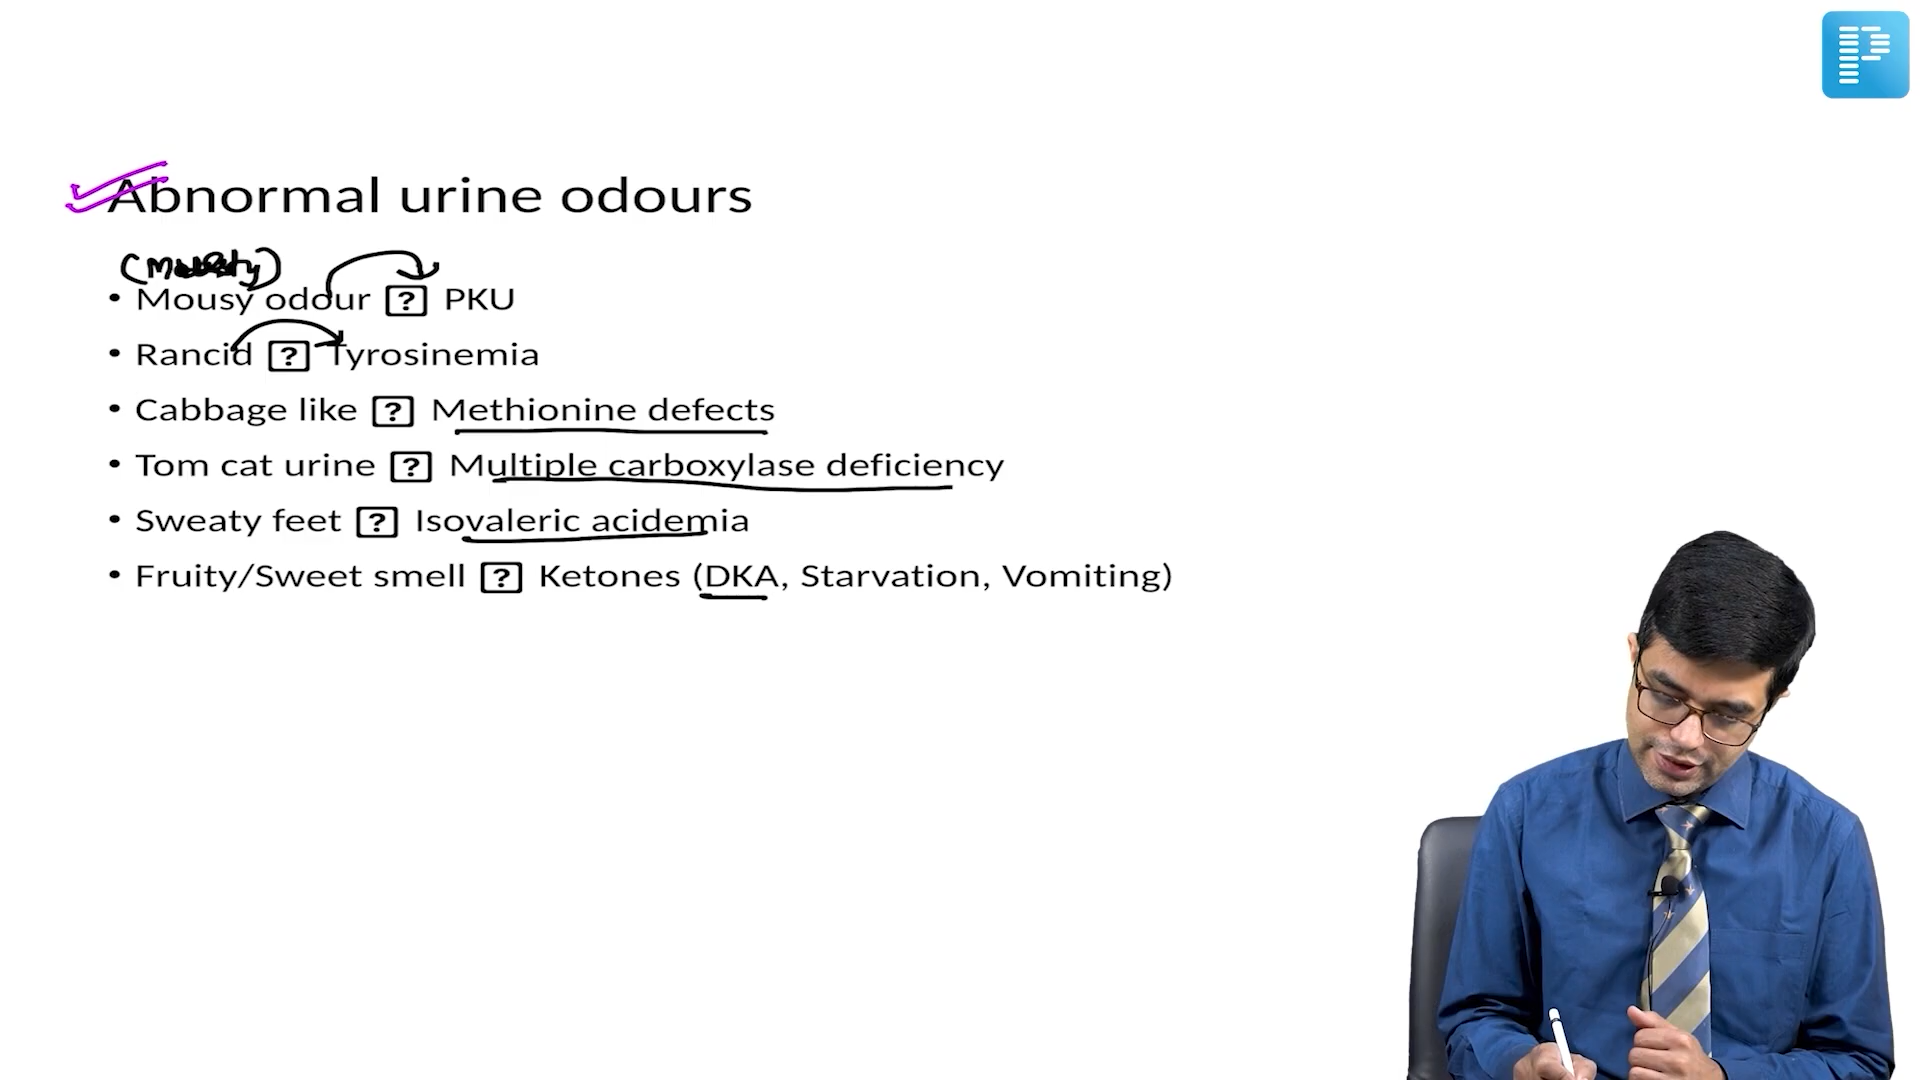 Abnormal urine odours
• Mousy odour ⍰ PKU
• Rancid ⍰ Tyrosinemia
• Cabbage like ⍰ Methionine defects
• Tom cat urine ⍰ Multiple carboxylase deficiency
• Sweaty feet ⍰ Isovaleric acidemia
• Fruity/Sweet smell ⍰ Ketones (DKA, Starvation, Vomiting)